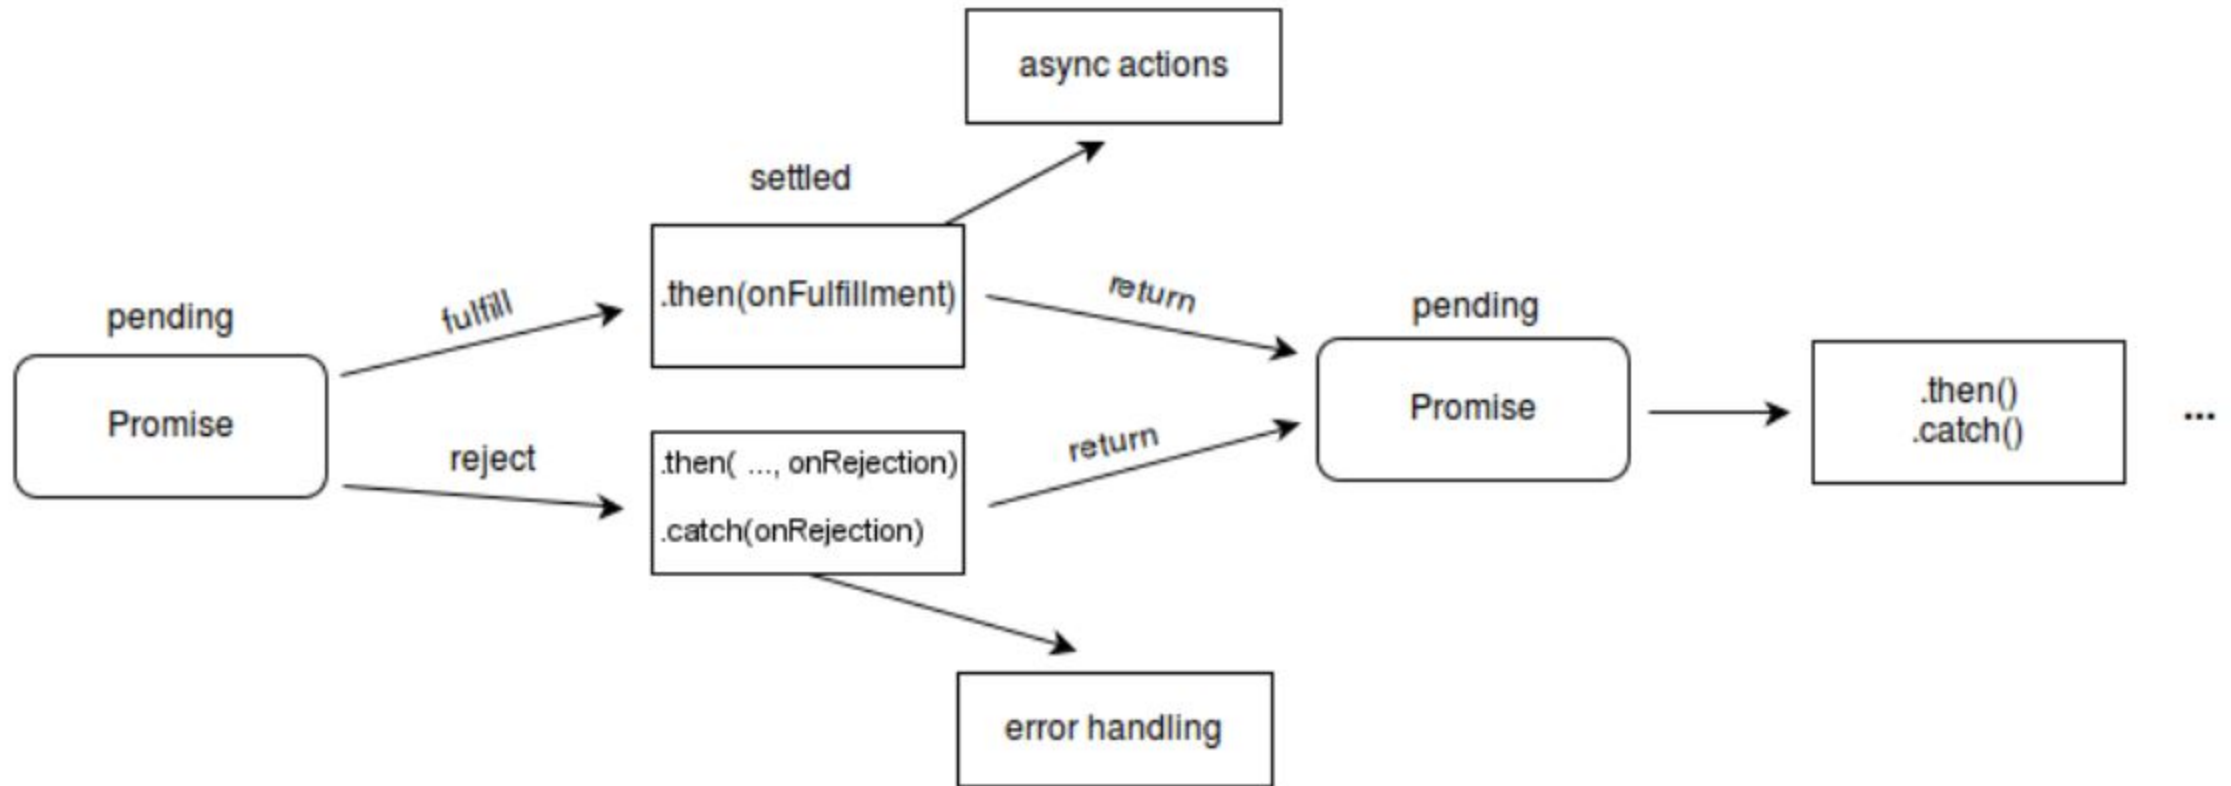 async actions
settled
.then(onFulfillment)
fulfill
return
pending
pending
Promise
Promise
.then()
.catch()
...
reject
.then( ..., onRejection)
.catch(onRejection)
return
error handling